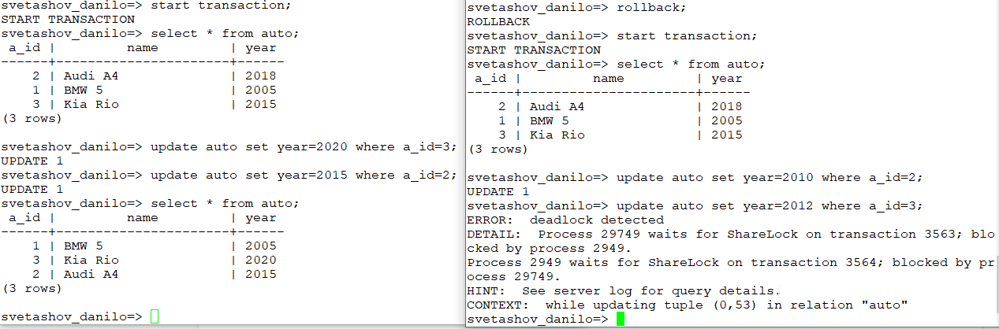 svetashov_danilo=> start transaction;
START TRANSACTION
svetashov_danilo=> select * from auto;
 a_id |         name          | year
------+-----------------------+------
    2 | Audi A4               | 2018
    1 | BMW 5                 | 2005
    3 | Kia Rio               | 2015
(3 rows)

svetashov_danilo=> update auto set year=2020 where a_id=3;
UPDATE 1
svetashov_danilo=> update auto set year=2015 where a_id=2;
UPDATE 1
svetashov_danilo=> select * from auto;
 a_id |         name          | year
------+-----------------------+------
    1 | BMW 5                 | 2005
    3 | Kia Rio               | 2020
    2 | Audi A4               | 2015
(3 rows)

svetashov_danilo=>
svetashov_danilo=> rollback;
ROLLBACK
svetashov_danilo=> start transaction;
START TRANSACTION
svetashov_danilo=> select * from auto;
 a_id |         name          | year
------+-----------------------+------
    2 | Audi A4               | 2018
    1 | BMW 5                 | 2005
    3 | Kia Rio               | 2015
(3 rows)

svetashov_danilo=> update auto set year=2010 where a_id=2;
UPDATE 1
svetashov_danilo=> update auto set year=2012 where a_id=3;
ERROR:  deadlock detected
DETAIL:  Process 29749 waits for ShareLock on transaction 3563; blo
cked by process 2949.
Process 2949 waits for ShareLock on transaction 3564; blocked by pr
ocess 29749.
HINT:  See server log for query details.
CONTEXT:  while updating tuple (0,53) in relation "auto"
svetashov_danilo=>